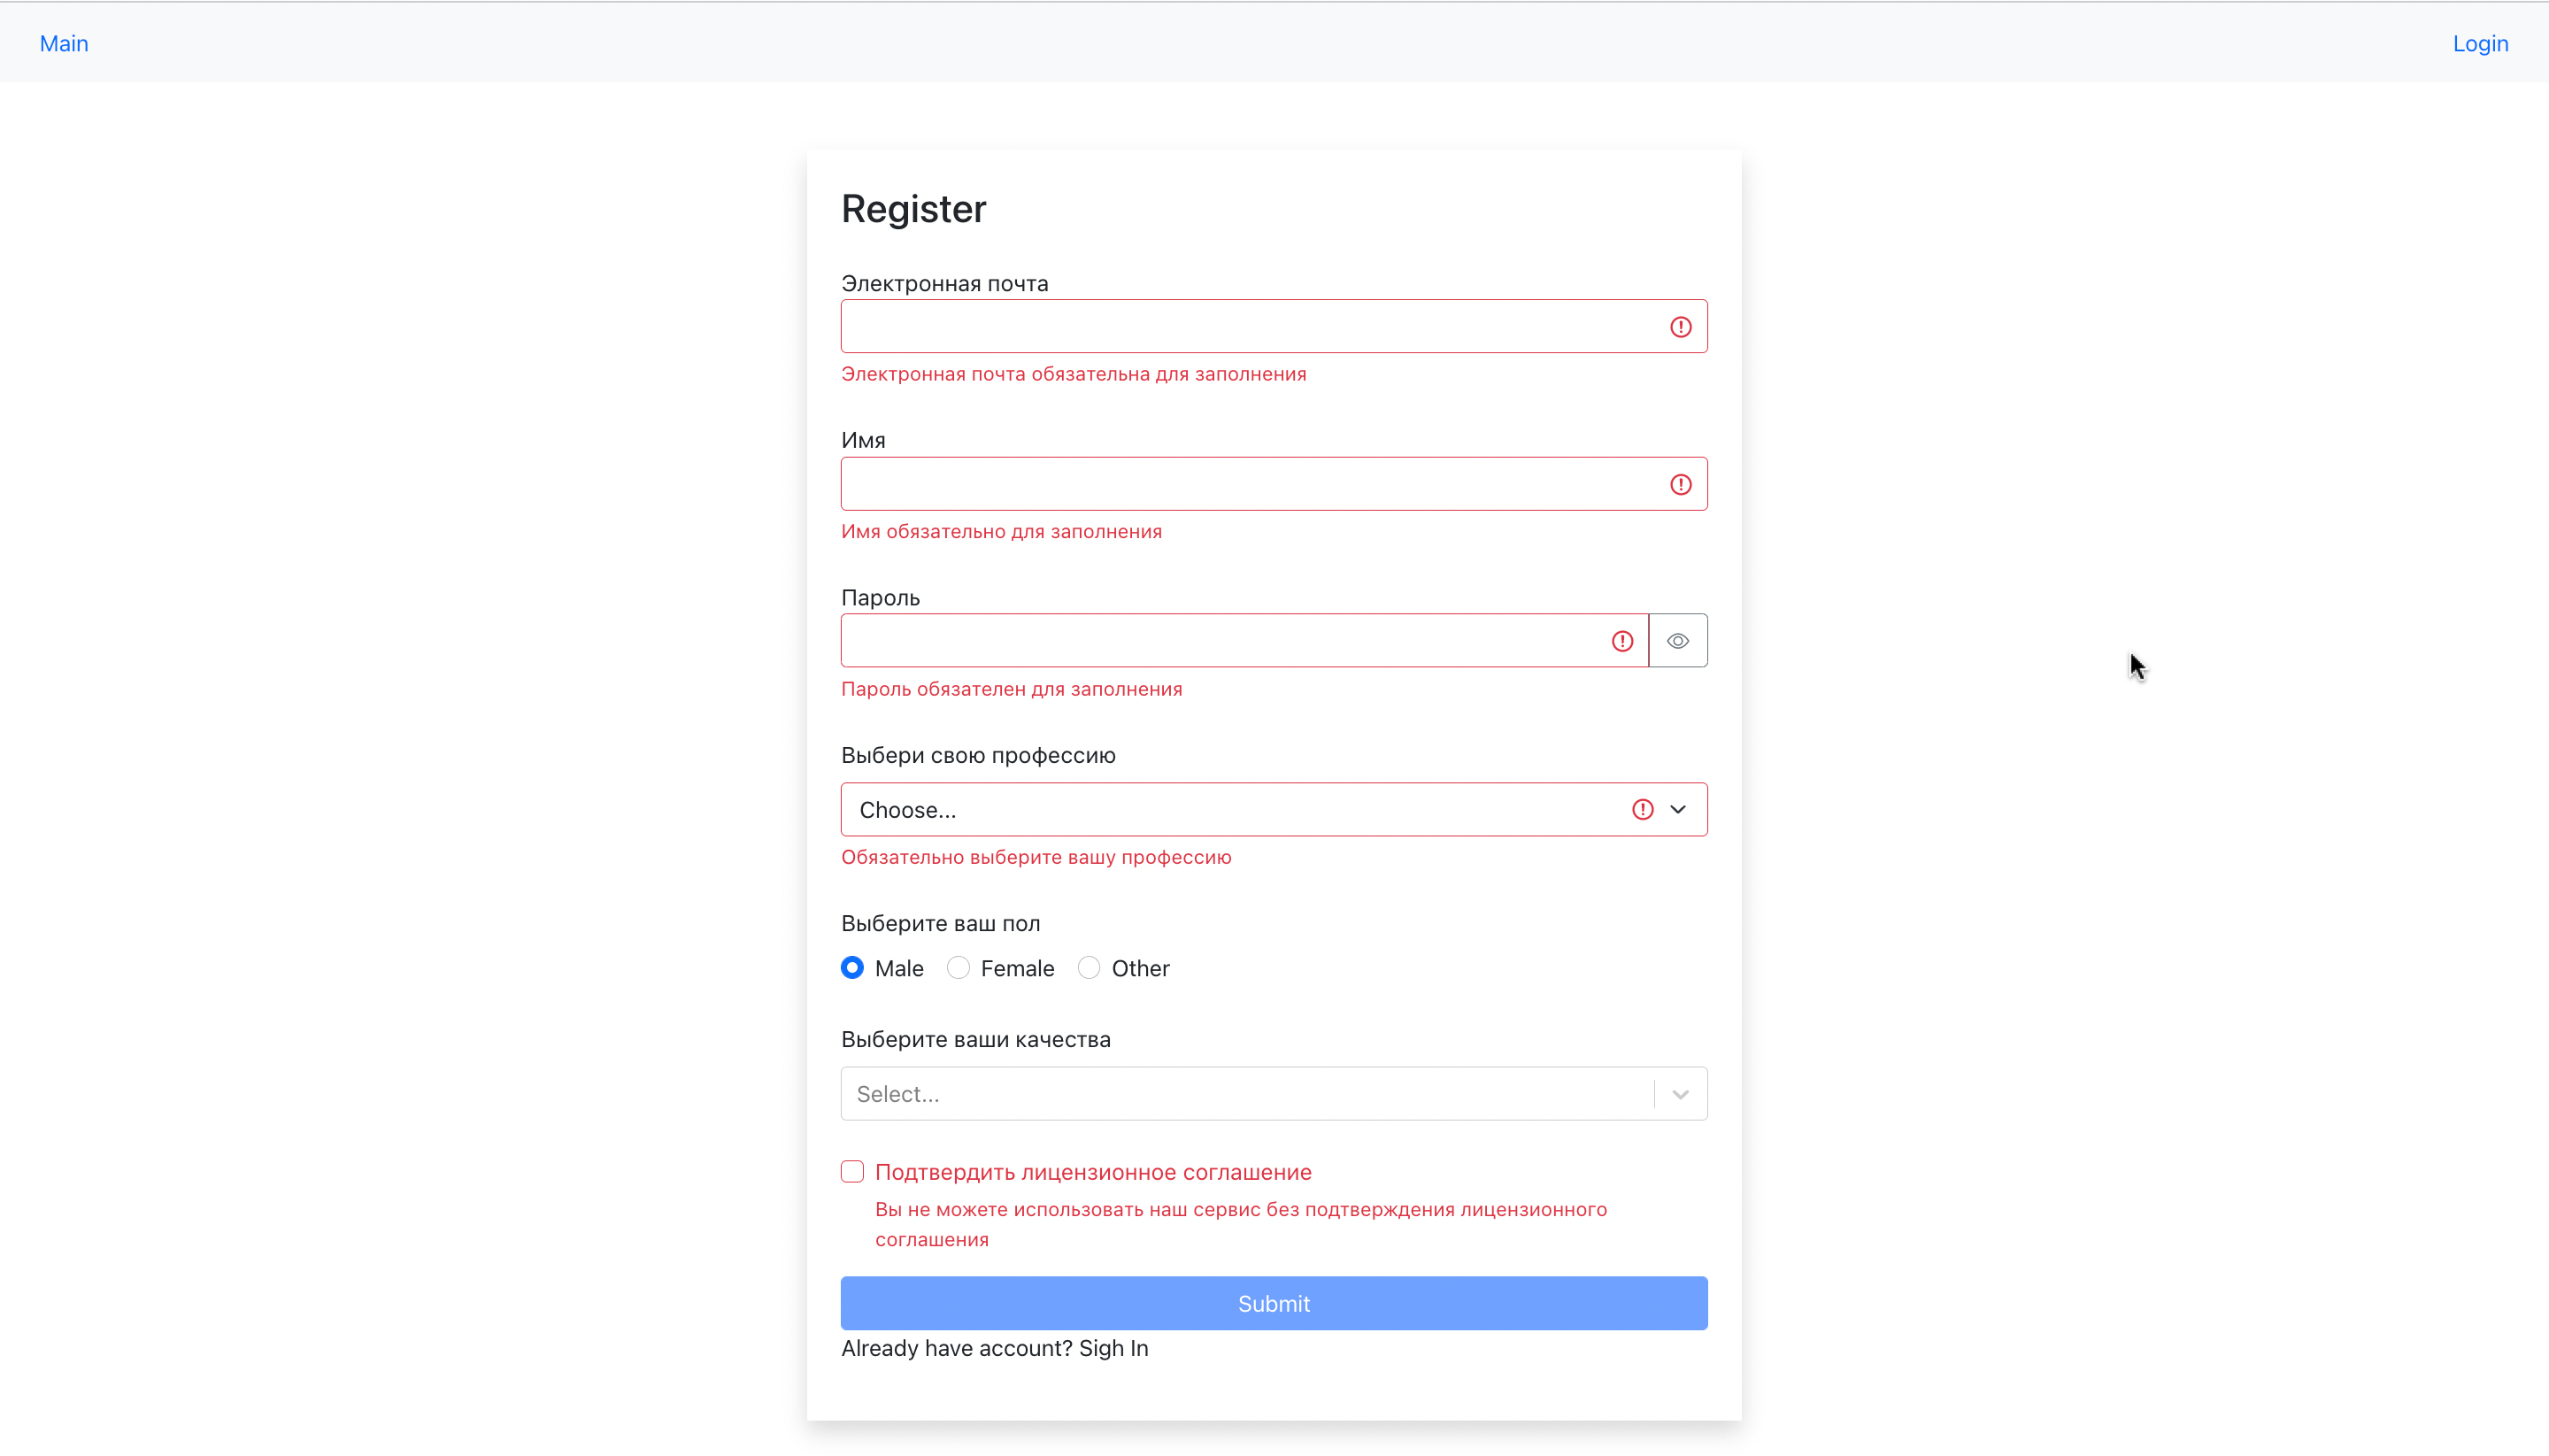 Main
Login
Register
Электронная почта
Электронная почта обязательна для заполнения
Имя
Имя обязательно для заполнения
Пароль
Пароль обязателен для заполнения
Выбери свою профессию
Choose...
Обязательно выберите вашу профессию
Выберите ваш пол
Male Female Other
Выберите ваши качества
Select...
Подтвердить лицензионное соглашение
Вы не можете использовать наш сервис без подтверждения лицензионного
соглашения
Submit
Already have account? Sigh In